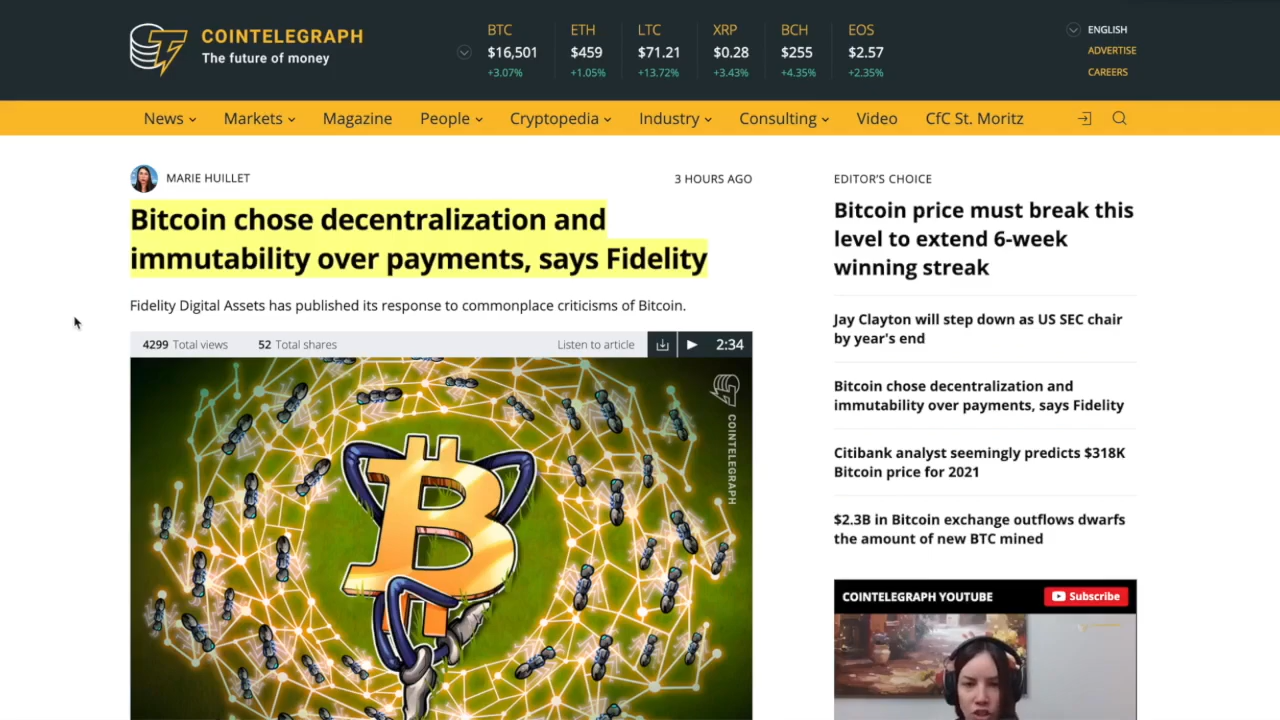 COINTELEGRAPH
The future of money
BTC ETH LTC XRP BCH EOS
$16,501 $459 $71.21 $0.28 $255 $2.57
+3.07% +1.05% +13.72% +3.43% +4.35% +2.35%
ENGLISH
ADVERTISE
CAREERS
News Markets Magazine People Cryptopedia Industry Consulting Video CfC St. Moritz
MARIE HUILLET
3 HOURS AGO
Bitcoin chose decentralization and
immutability over payments, says Fidelity
Fidelity Digital Assets has published its response to commonplace criticisms of Bitcoin.
4299 Total views 52 Total shares Listen to article 2:34
COINTELEGRAPH
EDITOR'S CHOICE
Bitcoin price must break this
level to extend 6-week
winning streak
Jay Clayton will step down as US SEC chair
by year's end
Bitcoin chose decentralization and
immutability over payments, says Fidelity
Citibank analyst seemingly predicts $318K
Bitcoin price for 2021
$2.3B in Bitcoin exchange outflows dwarfs
the amount of new BTC mined
COINTELEGRAPH YOUTUBE Subscribe